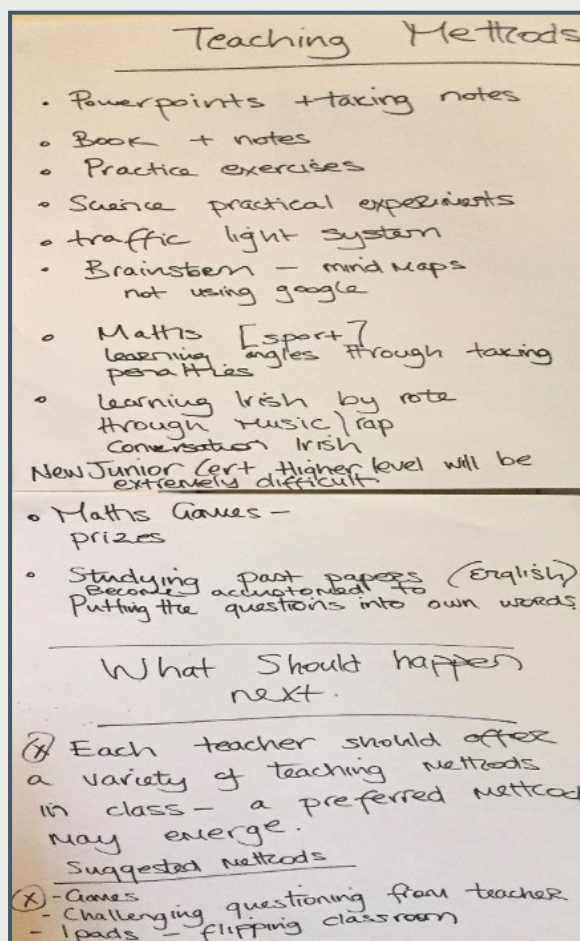 Teaching Methods
• Powerpoints + taking notes
• Book + notes
• Practice exercises
• Science practical experiments
• traffic light system
• Brainstorm – mind maps
not using google
• Maths [sport]
learning angles through taking
penalties
• learning Irish by rote
through Music/rap
Conversation Irish
New Junior Cert Higher level will be
extremely difficult.
• Maths Games –
prizes
• Studying past papers (English)
Become accustomed to
Putting the questions into own words
What Should happen
next.
(x) Each teacher should offer
a variety of teaching methods
in class – a preferred method
may emerge.
Suggested Methods
(x) - Games
- Challenging questioning from teacher
- Ipads – flipping classroom